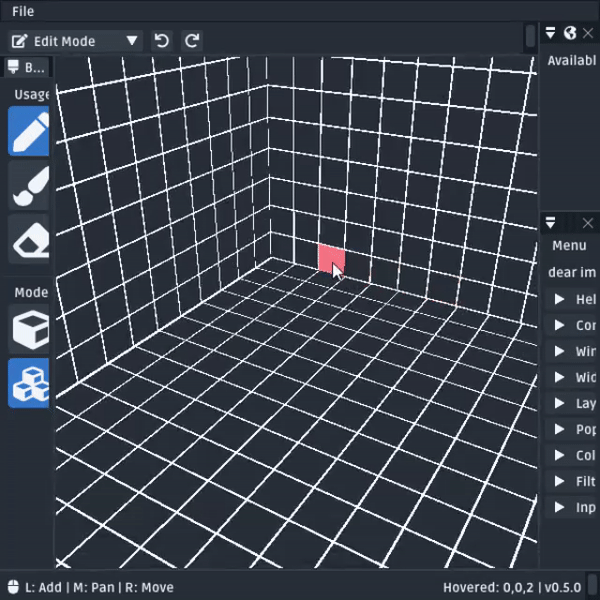 File
Edit Mode
B...
Usage
Mode
Availabl
Menu
dear im
Hel
Cor
Wir
Wid
Lay
Pop
Col
Filt
Inp
L: Add | M: Pan | R: Move
Hovered: 0,0,2 | v0.5.0